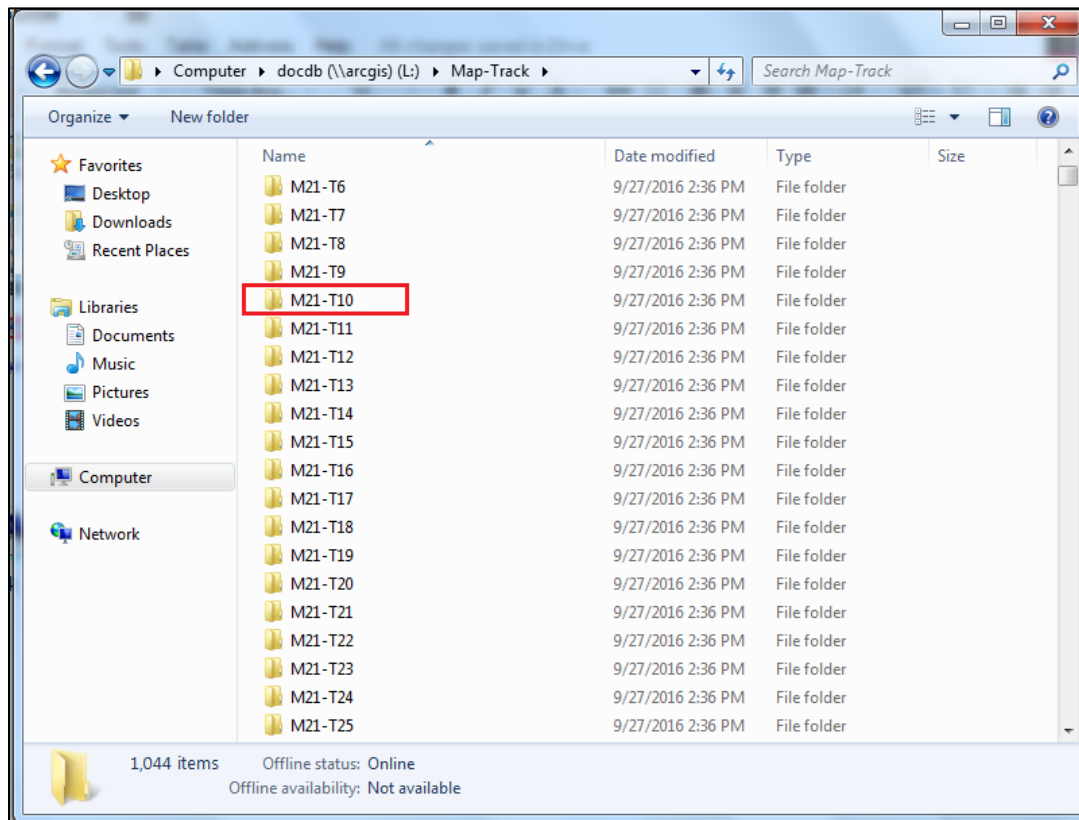 Computer docdb (\\arcgis) (L:) Map-Track Search Map-Track
Organize New folder
Favorites
Desktop
Downloads
Recent Places
Libraries
Documents
Music
Pictures
Videos
Computer
Network
Name Date modified Type Size
M21-T6 9/27/2016 2:36 PM File folder
M21-T7 9/27/2016 2:36 PM File folder
M21-T8 9/27/2016 2:36 PM File folder
M21-T9 9/27/2016 2:36 PM File folder
M21-T10 9/27/2016 2:36 PM File folder
M21-T11 9/27/2016 2:36 PM File folder
M21-T12 9/27/2016 2:36 PM File folder
M21-T13 9/27/2016 2:36 PM File folder
M21-T14 9/27/2016 2:36 PM File folder
M21-T15 9/27/2016 2:36 PM File folder
M21-T16 9/27/2016 2:36 PM File folder
M21-T17 9/27/2016 2:36 PM File folder
M21-T18 9/27/2016 2:36 PM File folder
M21-T19 9/27/2016 2:36 PM File folder
M21-T20 9/27/2016 2:36 PM File folder
M21-T21 9/27/2016 2:36 PM File folder
M21-T22 9/27/2016 2:36 PM File folder
M21-T23 9/27/2016 2:36 PM File folder
M21-T24 9/27/2016 2:36 PM File folder
M21-T25 9/27/2016 2:36 PM File folder
1,044 items Offline status: Online
Offline availability: Not available